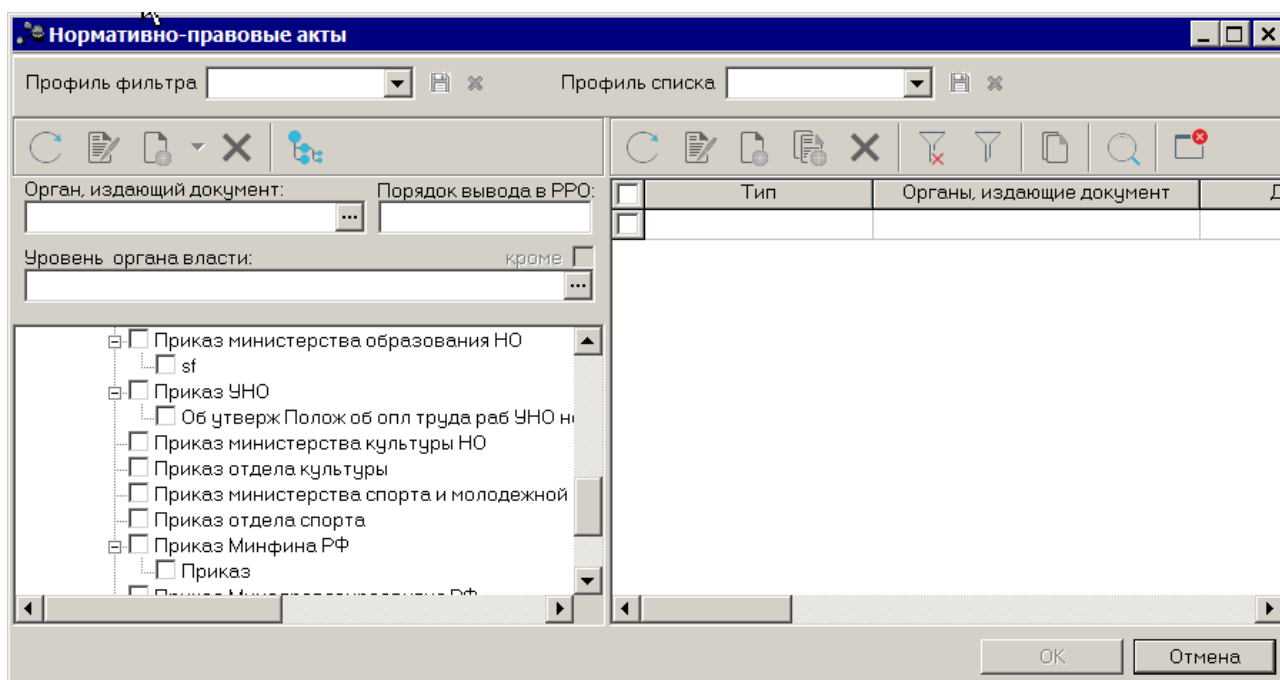 Нормативно-правовые акты
Профиль фильтра Профиль списка
Орган, издающий документ: Порядок вывода в РРО:
Уровень органа власти: кроме
Тип Органы, издающие документ
Приказ министерства образования НО
sf
Приказ УНО
Об утверж Полож об опл труда раб УНО
Приказ министерства культуры НО
Приказ отдела культуры
Приказ министерства спорта и молодежной
Приказ отдела спорта
Приказ Минфина РФ
Приказ
OK Отмена